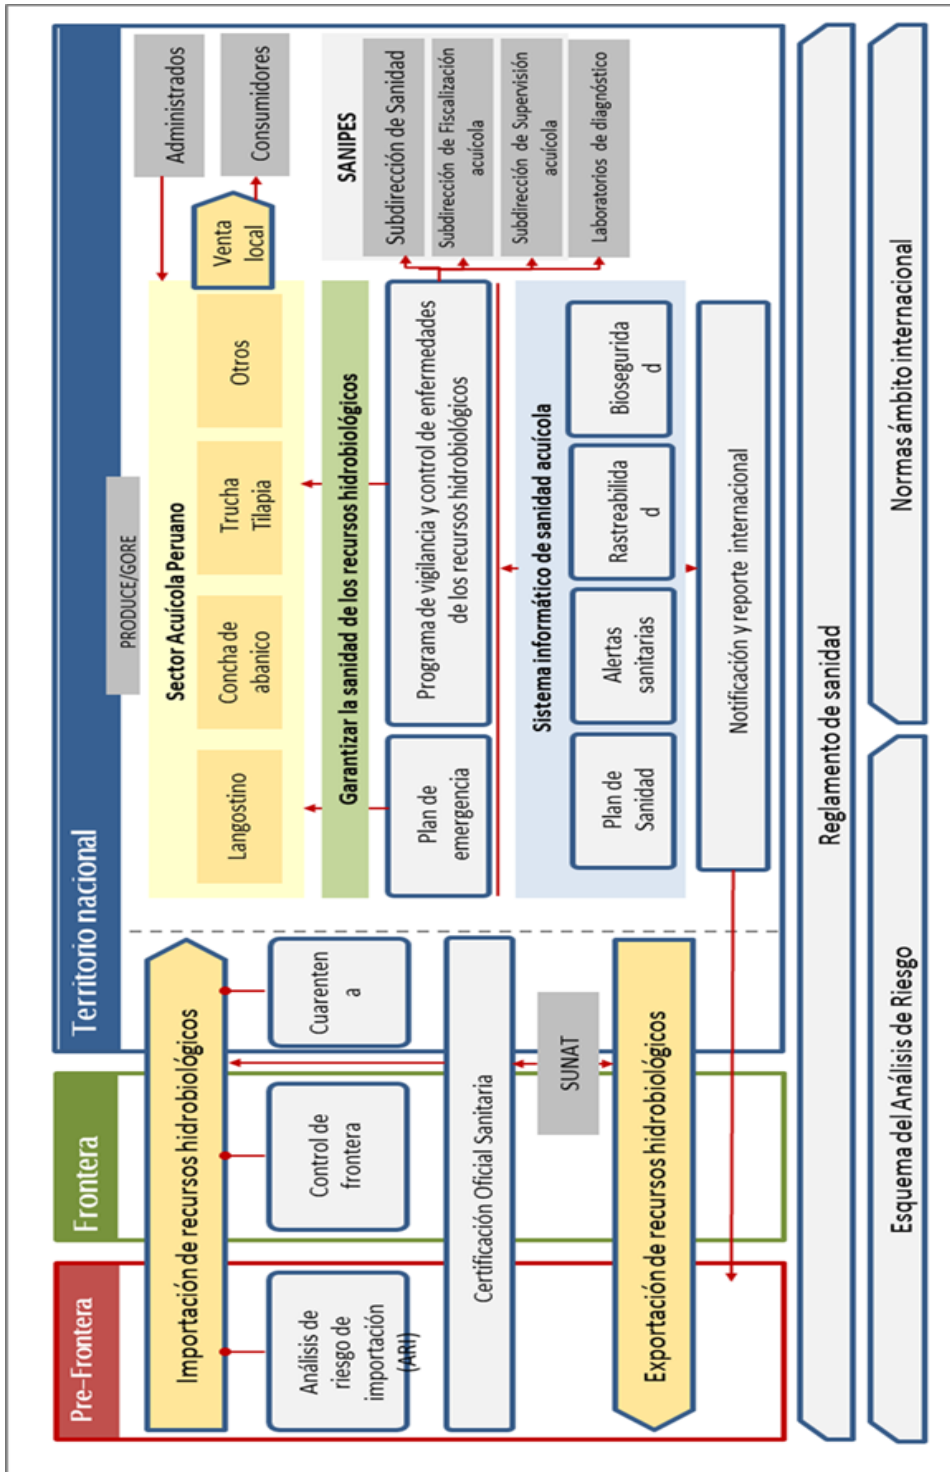 Pre-Frontera
Frontera
Territorio nacional
Importación de recursos hidrobiológicos
Análisis de
riesgo de
importación
(ARI)
Control de
frontera
Cuarenten
a
Certificación Oficial Sanitaria
SUNAT
Exportación de recursos hidrobiológicos
PRODUCE/GORE
Sector Acuícola Peruano
Langostino
Concha de
abanico
Trucha
Tilapia
Otros
Venta
local
Administrados
Consumidores
Garantizar la sanidad de los recursos hidrobiológicos
Plan de
emergencia
Programa de vigilancia y control de enfermedades
de los recursos hidrobiológicos
SANIPES
Subdirección de Sanidad
Subdirección de Fiscalización
acuícola
Subdirección de Supervisión
acuícola
Laboratorios de diagnóstico
Sistema informático de sanidad acuícola
Plan de
Sanidad
Alertas
sanitarias
Rastreabilida
d
Biosegurida
d
Notificación y reporte internacional
Reglamento de sanidad
Esquema del Análisis de Riesgo
Normas ámbito internacional